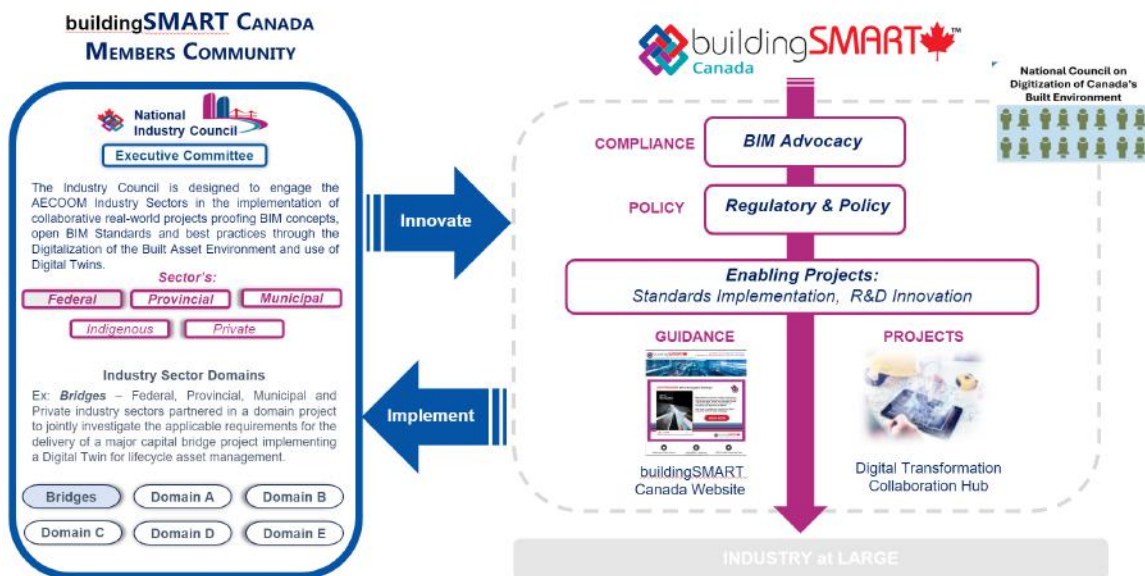 buildingSMART CANADA
MEMBERS COMMUNITY
National
Industry Council
Executive Committee
The Industry Council is designed to engage the
AECOOM Industry Sectors in the implementation of
collaborative real-world projects proofing BIM concepts,
open BIM Standards and best practices through the
Digitalization of the Built Asset Environment and use of
Digital Twins.
Sector's:
Federal
Provincial
Municipal
Indigenous
Private
Industry Sector Domains
Ex: Bridges – Federal, Provincial, Municipal and
Private industry sectors partnered in a domain project
to jointly investigate the applicable requirements for the
delivery of a major capital bridge project implementing
a Digital Twin for lifecycle asset management.
Bridges
Domain A
Domain B
Domain C
Domain D
Domain E
Innovate
Implement
buildingSMART™
Canada
National Council on
Digitization of Canada's
Built Environment
COMPLIANCE
BIM Advocacy
POLICY
Regulatory & Policy
Enabling Projects:
Standards Implementation, R&D Innovation
GUIDANCE
buildingSMART
Canada Website
PROJECTS
Digital Transformation
Collaboration Hub
INDUSTRY at LARGE